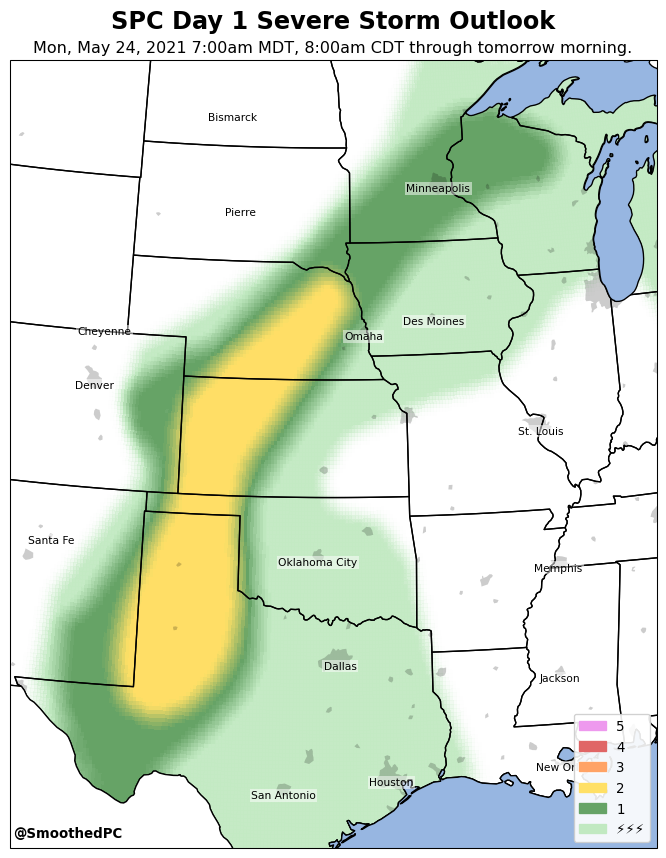 SPC Day 1 Severe Storm Outlook
Mon, May 24, 2021 7:00am MDT, 8:00am CDT through tomorrow morning.
Bismarck
Minneapolis
Pierre
Des Moines
Cheyenne
Omaha
Denver
St. Louis
Santa Fe
Oklahoma City
Memphis
Dallas
Jackson
5
4
New Or
3
Houston
2
San Antonio
1
⚡⚡⚡
@SmoothedPC